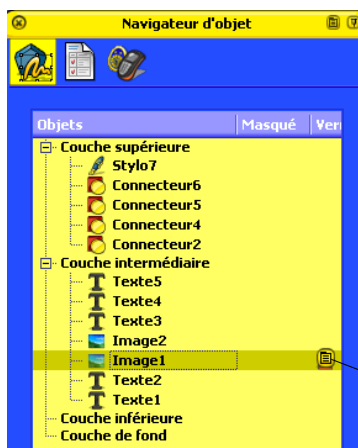 Navigateur d'objet
Objets Masqué Verr
Couche supérieure
Stylo7
Connecteur6
Connecteur5
Connecteur4
Connecteur2
Couche intermédiaire
Texte5
Texte4
Texte3
Image2
Image1
Texte2
Texte1
Couche inférieure
Couche de fond